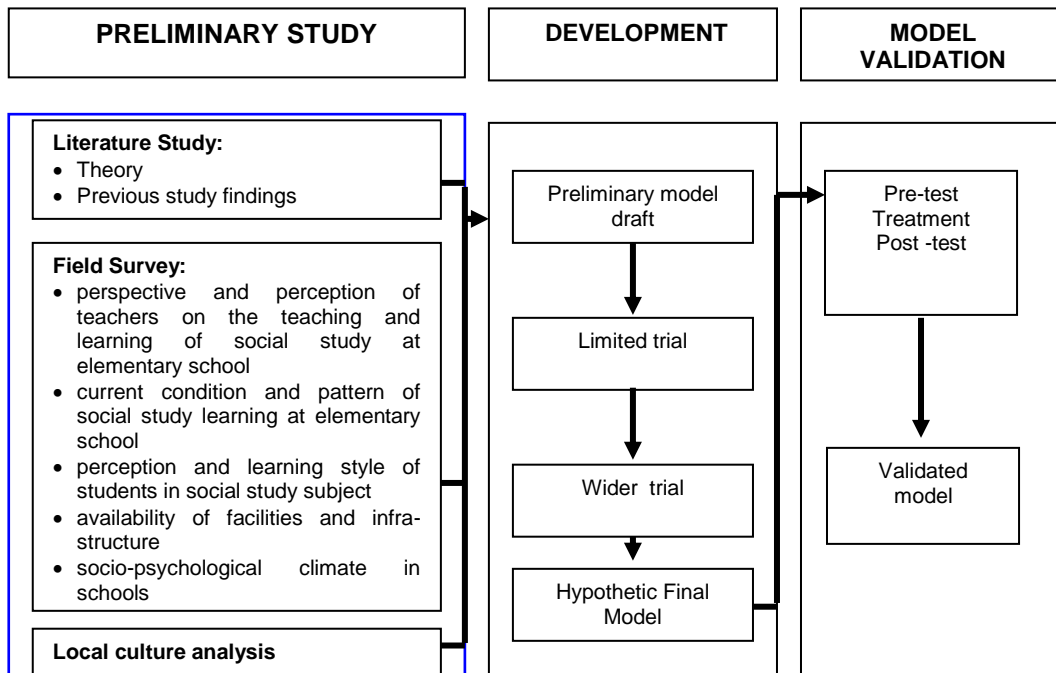 PRELIMINARY STUDY
DEVELOPMENT
MODEL
VALIDATION
Literature Study:
• Theory
• Previous study findings
Field Survey:
• perspective and perception of
teachers on the teaching and
learning of social study at
elementary school
• current condition and pattern of
social study learning at elementary
school
• perception and learning style of
students in social study subject
• availability of facilities and infra-
structure
• socio-psychological climate in
schools
Local culture analysis
Preliminary model
draft
Limited trial
Wider trial
Hypothetic Final
Model
Pre-test
Treatment
Post -test
Validated
model